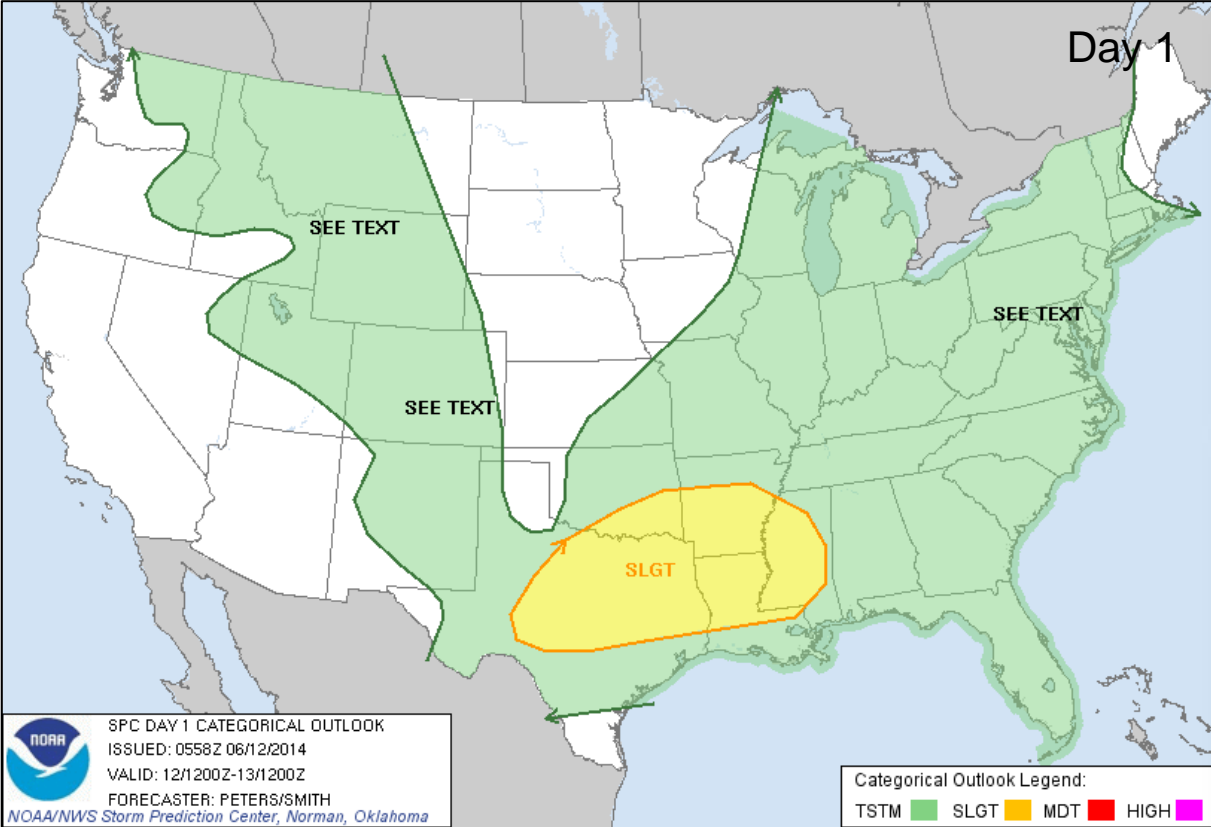 Day 1
SEE TEXT
SEE TEXT
SEE TEXT
SLGT
NOAA
SPC DAY 1 CATEGORICAL OUTLOOK
ISSUED: 0558Z 06/12/2014
VALID: 12/1200Z-13/1200Z
FORECASTER: PETERS/SMITH
NOAA/NWS Storm Prediction Center, Norman, Oklahoma
Categorical Outlook Legend:
TSTM SLGT MDT HIGH